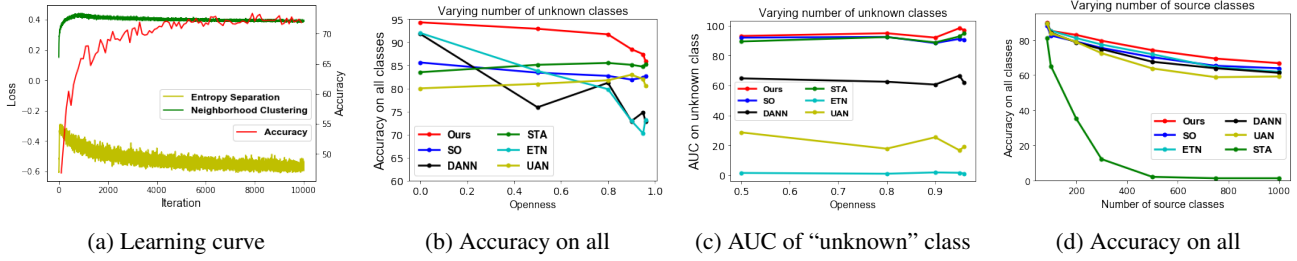 0.4
0.2
0.0
−0.2
−0.4
−0.6
Loss
Entropy Separation
Neighborhood Clustering
Accuracy
70
65
60
55
50
Accuracy
0 2000 4000 6000 8000 10000
Iteration
(a) Learning curve
Varying number of unknown classes
95
90
85
80
75
70
65
60
Accuracy on all classes
Ours
SO
DANN
STA
ETN
UAN
0.0 0.2 0.4 0.6 0.8 1.0
Openness
(b) Accuracy on all
Varying number of unknown classes
100
80
60
40
20
0
AUC on unknown class
Ours
SO
DANN
STA
ETN
UAN
0.5 0.6 0.7 0.8 0.9
Openness
(c) AUC of “unknown” class
Varying number of source classes
80
60
40
20
0
Accuracy on all classes
Ours
SO
ETN
DANN
UAN
STA
200 400 600 800 1000
Number of source classes
(d) Accuracy on all